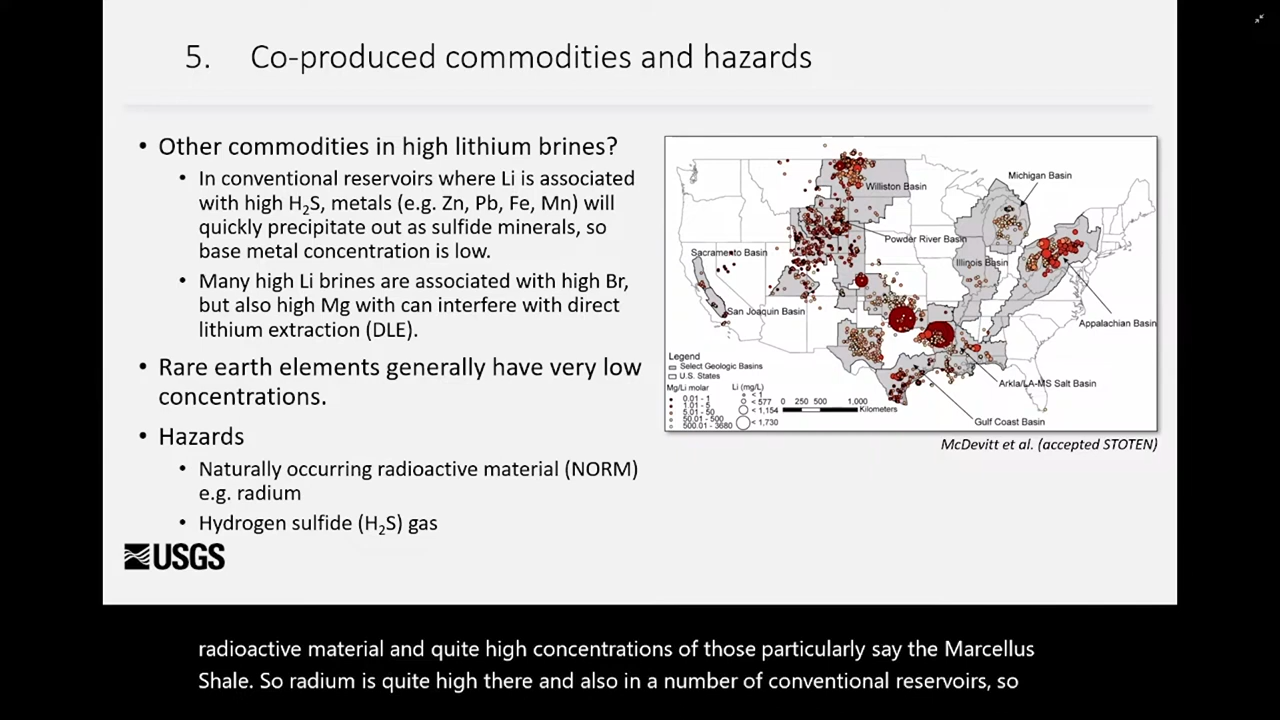 5. Co-produced commodities and hazards
• Other commodities in high lithium brines?
• In conventional reservoirs where Li is associated
with high H₂S, metals (e.g. Zn, Pb, Fe, Mn) will
quickly precipitate out as sulfide minerals, so
base metal concentration is low.
• Many high Li brines are associated with high Br,
but also high Mg with can interfere with direct
lithium extraction (DLE).
• Rare earth elements generally have very low
concentrations.
• Hazards
• Naturally occurring radioactive material (NORM)
e.g. radium
• Hydrogen sulfide (H₂S) gas
USGS
Michigan Basin
Williston Basin
Powder River Basin
Sacramento Basin
Illinois Basin
San Joaquin Basin
Appalachian Basin
Arkla/LA-MS Salt Basin
Gulf Coast Basin
Legend
Select Geologic Basins
U.S. States
Mg/Li molar
0.01 - 1
1.01 - 5
5.01 - 50
50.01 - 500
500.01 - 3680
Li (mg/L)
< 1
< 577
< 1,154
< 1,730
0 250 500 1,000
Kilometers
McDevitt et al. (accepted STOTEN)
radioactive material and quite high concentrations of those particularly say the Marcellus
Shale. So radium is quite high there and also in a number of conventional reservoirs, so